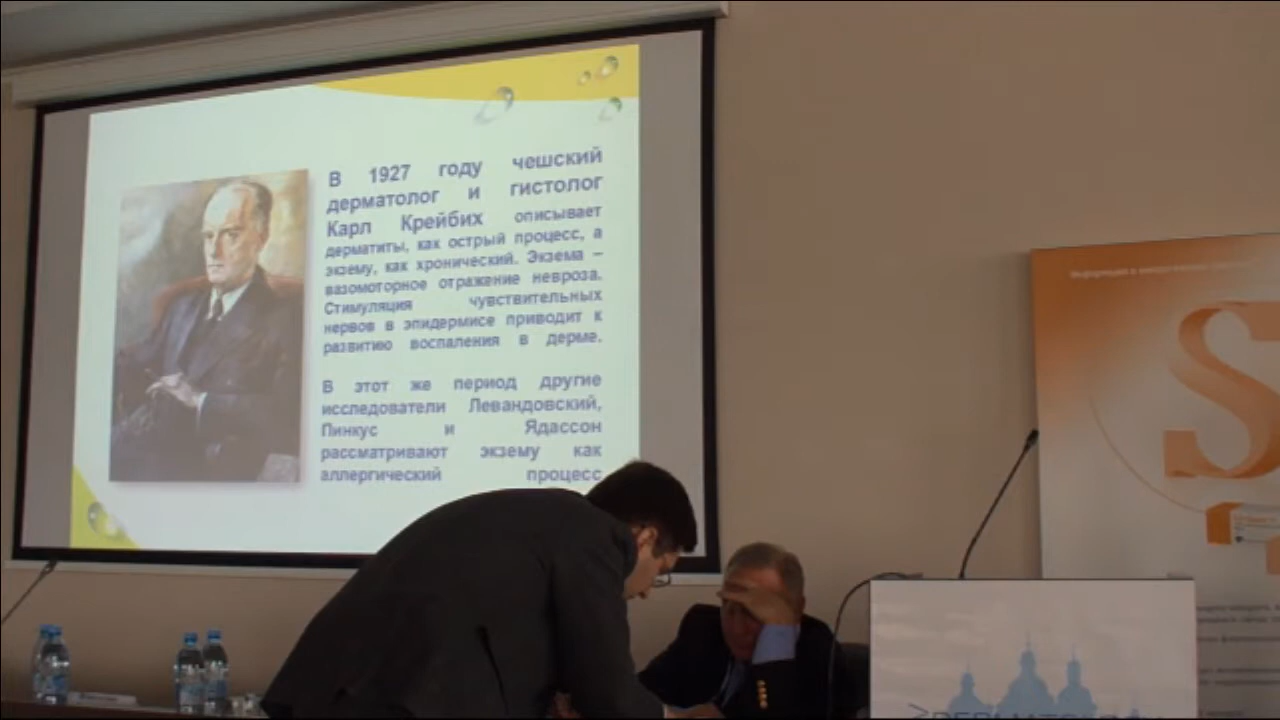 В 1927 году чешский
дерматолог и гистолог
Карл Крейбих описывает
дерматиты, как острый процесс, а
экзему, как хронический. Экзема –
вазомоторное отражение невроза.
Стимуляция чувствительных
нервов в эпидермисе приводит к
развитию воспаления в дерме.
В этот же период другие
исследователи Левандовский,
Пинкус и Ядассон
рассматривают экзему как
аллергический процесс
S